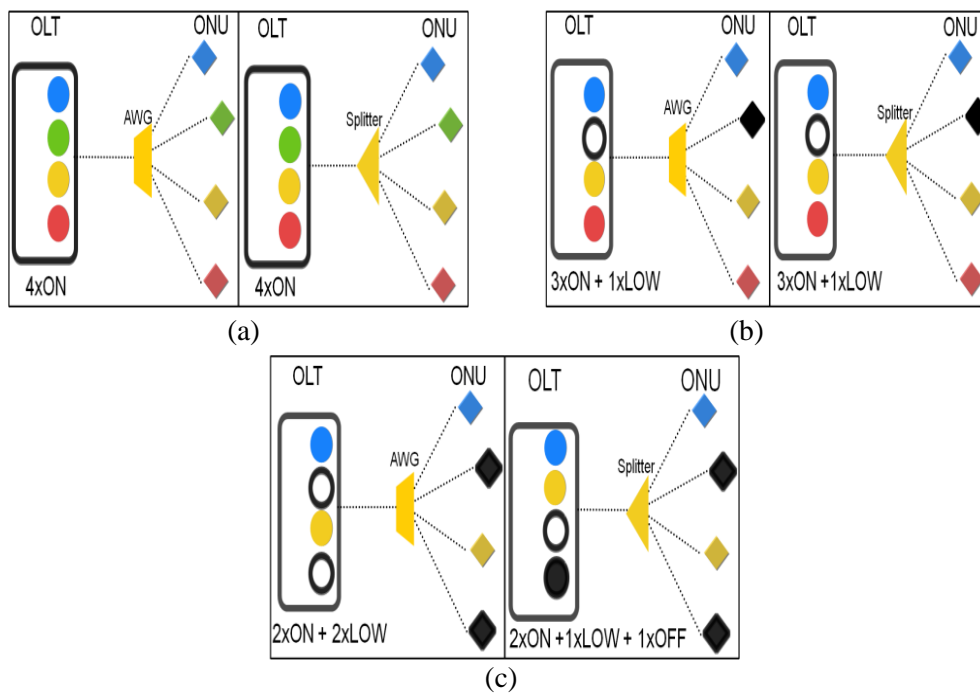 OLT ONU OLT ONU
AWG Splitter
4xON 4xON
(a)
OLT ONU OLT ONU
AWG Splitter
3xON + 1xLOW 3xON +1xLOW
(b)
OLT ONU OLT ONU
AWG Splitter
2xON + 2xLOW 2xON +1xLOW + 1xOFF
(c)